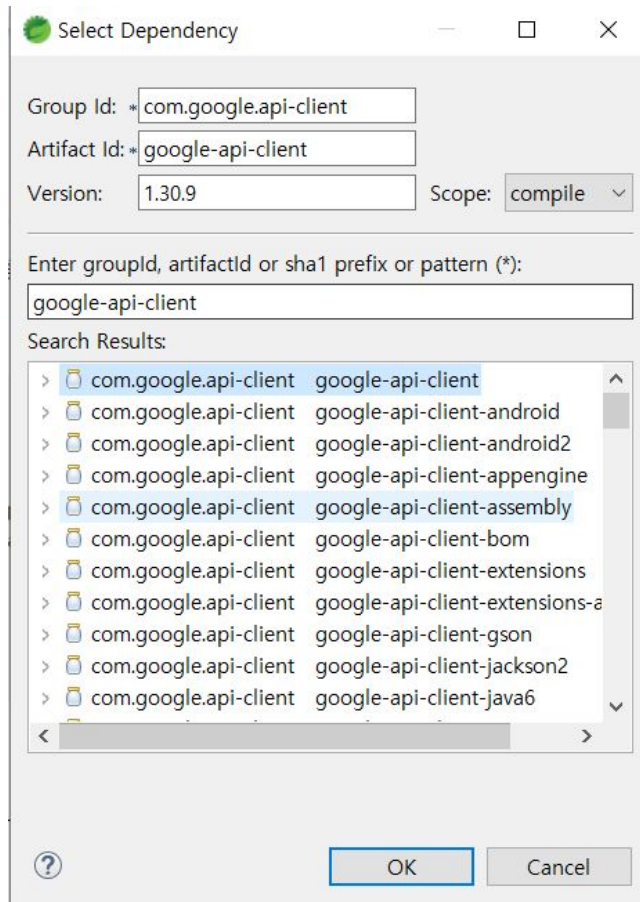 Select Dependency
Group Id: * com.google.api-client
Artifact Id: * google-api-client
Version: 1.30.9 Scope: compile
Enter groupId, artifactId or sha1 prefix or pattern (*):
google-api-client
Search Results:
com.google.api-client google-api-client
com.google.api-client google-api-client-android
com.google.api-client google-api-client-android2
com.google.api-client google-api-client-appengine
com.google.api-client google-api-client-assembly
com.google.api-client google-api-client-bom
com.google.api-client google-api-client-extensions
com.google.api-client google-api-client-extensions-a
com.google.api-client google-api-client-gson
com.google.api-client google-api-client-jackson2
com.google.api-client google-api-client-java6
? OK Cancel